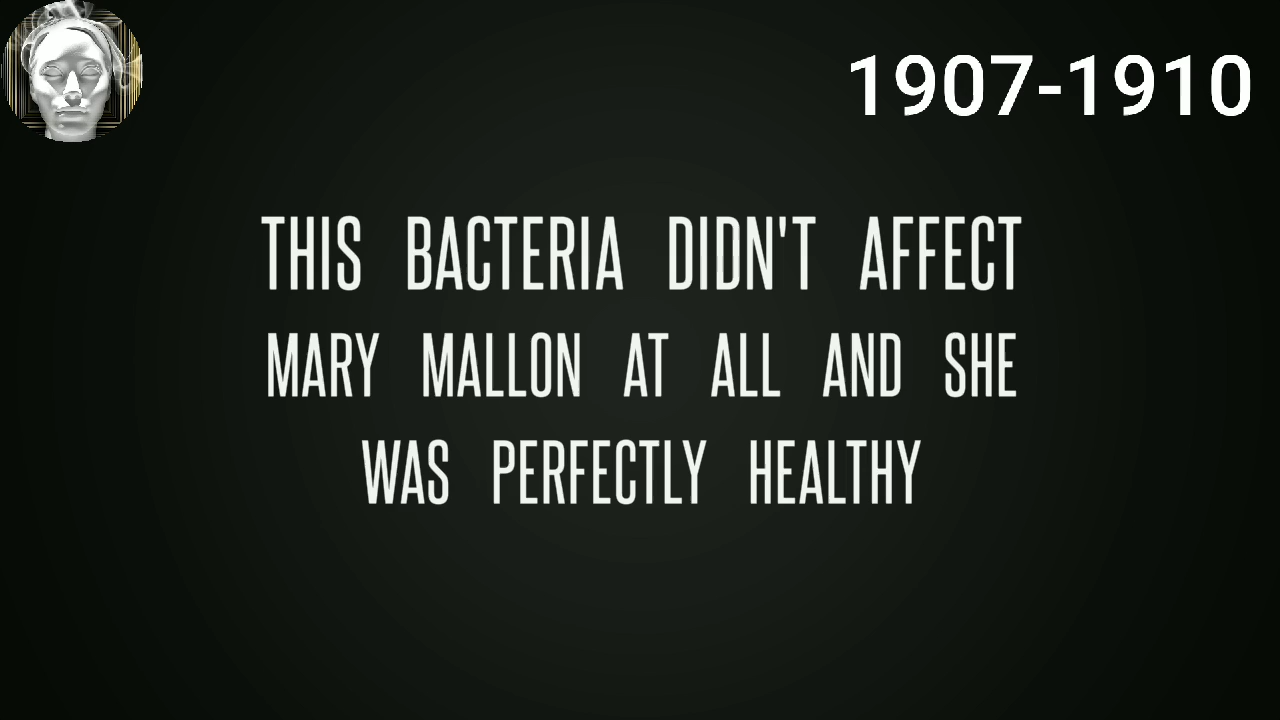 1907-1910
THIS BACTERIA DIDN'T AFFECT
MARY MALLON AT ALL AND SHE
WAS PERFECTLY HEALTHY